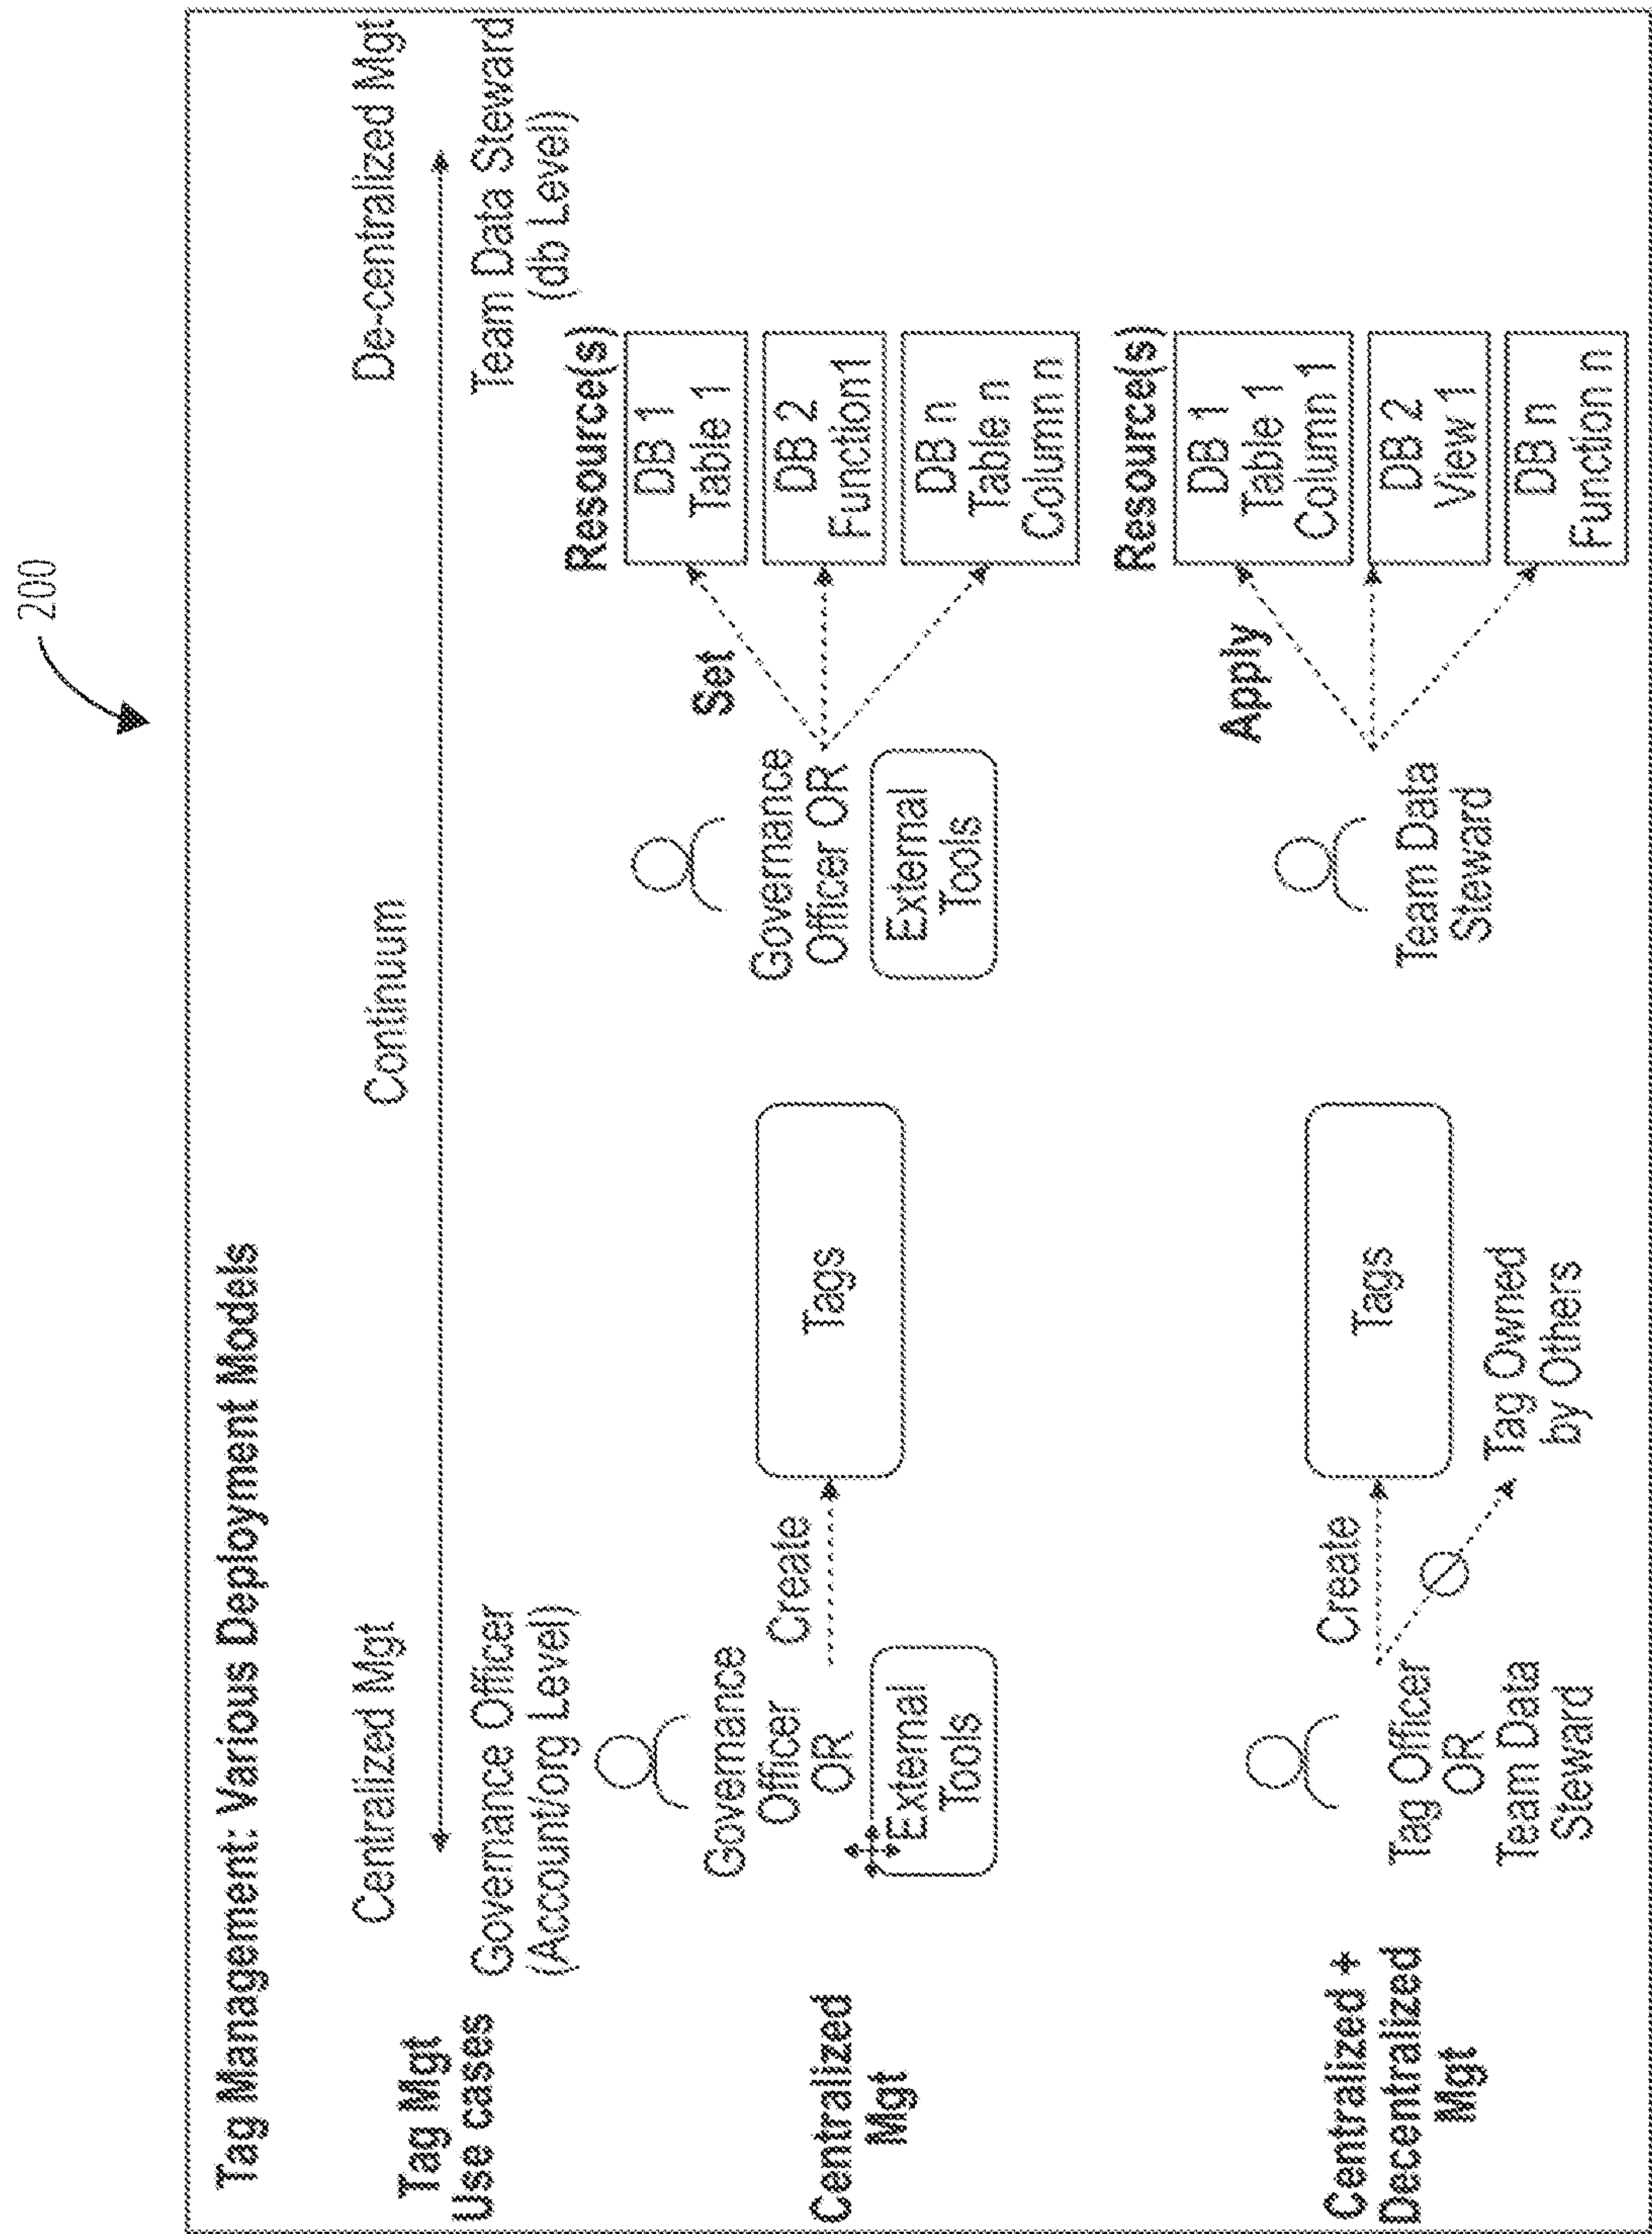 200
Tag Management: Various Deployment Models
Tag Mgt
Use cases
Centralized Mgt
Continuum
De-centralized Mgt
Governance Officer
(Account/org Level)
Team Data Steward
(db Level)
Centralized
Mgt
Governance
Officer
OR
External
Tools
Create
Tags
Governance
Officer OR
External
Tools
Set
Resource(s)
DB 1
Table 1
DB 2
Function1
DB n
Table n
Column n
Centralized +
Decentralized
Mgt
Tag Officer
OR
Team Data
Steward
Create
Tags
Tag Owned
by Others
Team Data
Steward
Apply
Resource(s)
DB 1
Table 1
Column 1
DB 2
View 1
DB n
Function n